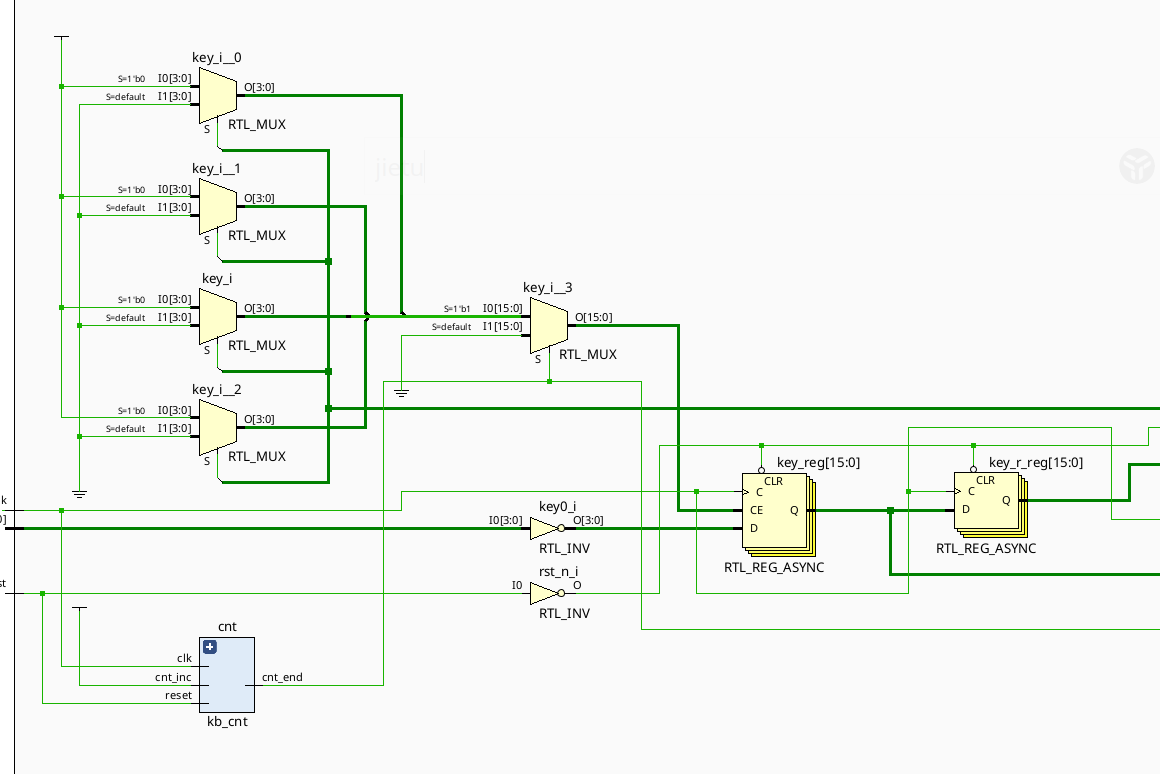 key_i__0
S=1'b0 I0[3:0]
S=default I1[3:0]
O[3:0]
S
RTL_MUX
key_i__1
S=1'b0 I0[3:0]
S=default I1[3:0]
O[3:0]
S
RTL_MUX
jietu
key_i
S=1'b0 I0[3:0]
S=default I1[3:0]
O[3:0]
S
RTL_MUX
key_i__3
S=1'b1 I0[15:0]
S=default I1[15:0]
O[15:0]
S
RTL_MUX
key_i__2
S=1'b0 I0[3:0]
S=default I1[3:0]
O[3:0]
S
RTL_MUX
key_reg[15:0]
CLR
C
CE
D
Q
RTL_REG_ASYNC
key_r_reg[15:0]
CLR
C
D
Q
RTL_REG_ASYNC
k
0]
key0_i
I0[3:0]
O[3:0]
RTL_INV
st
rst_n_i
I0
O
RTL_INV
cnt
clk
cnt_inc
reset
cnt_end
kb_cnt